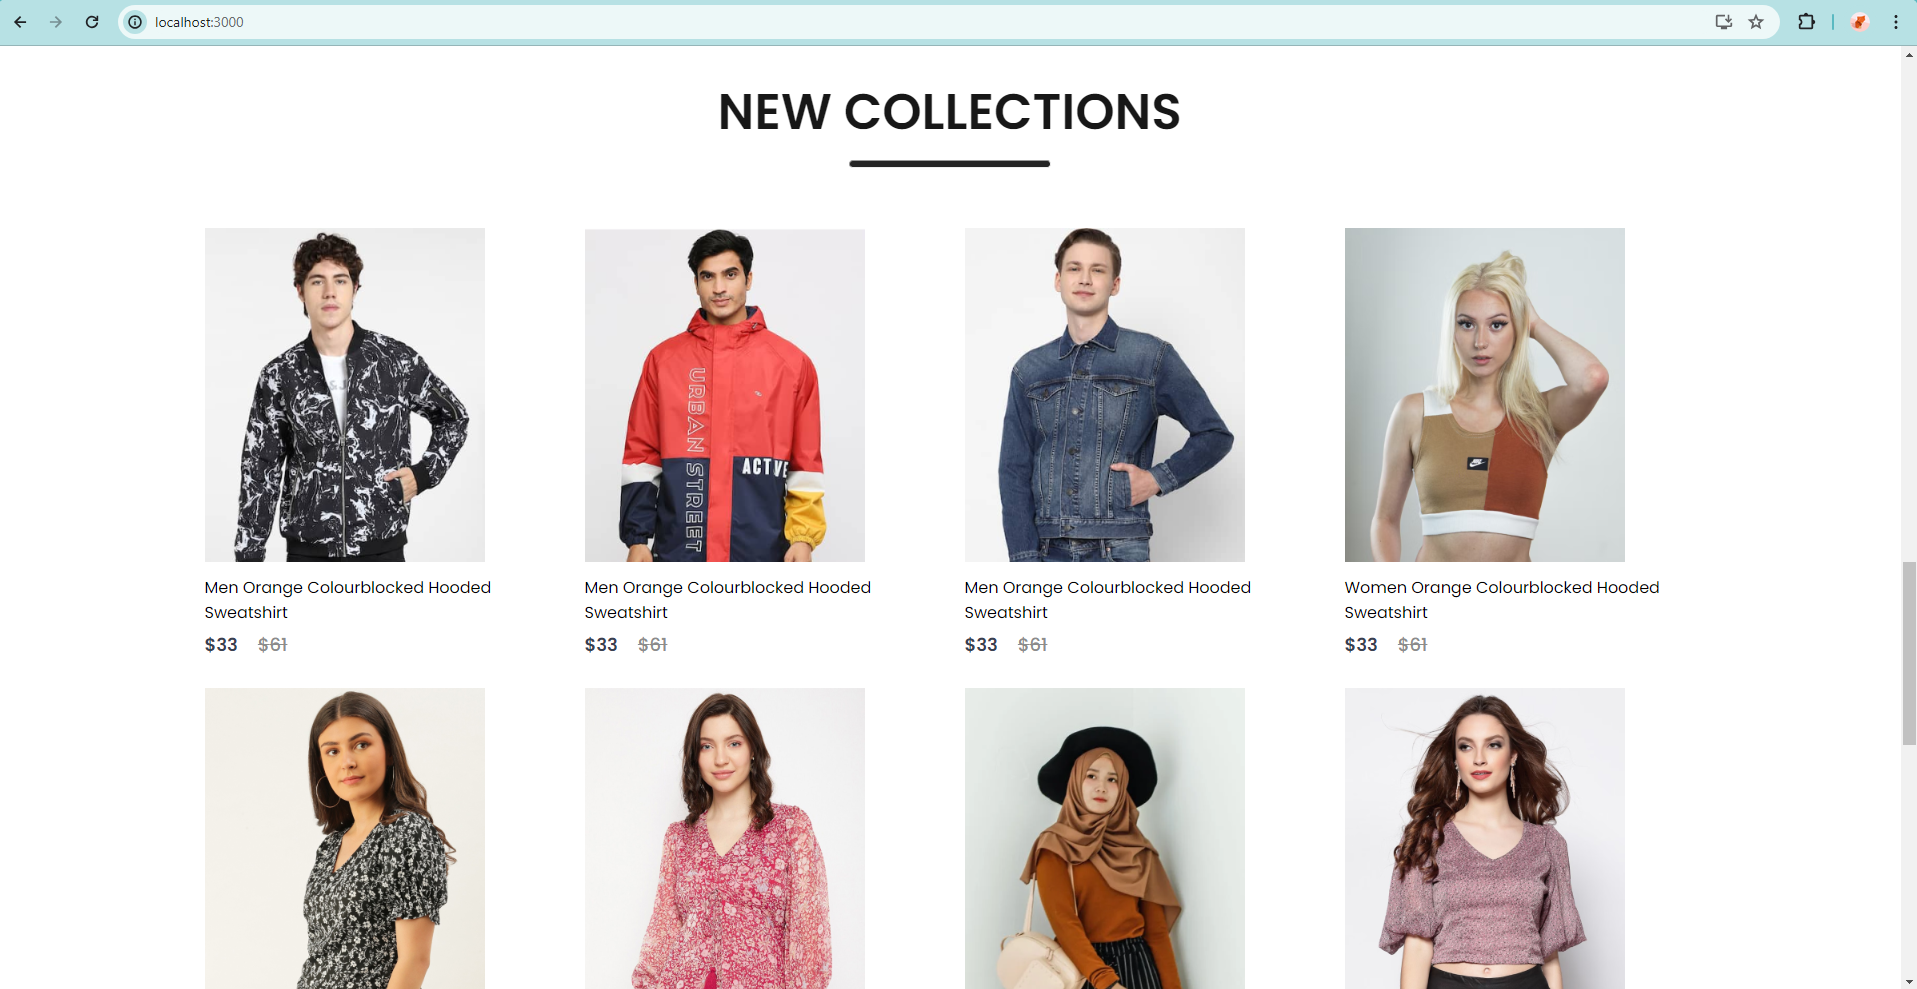 localhost:3000
NEW COLLECTIONS
URBAN STREET
ACTIVE
Men Orange Colourblocked Hooded
Sweatshirt
$33 $61
Men Orange Colourblocked Hooded
Sweatshirt
$33 $61
Men Orange Colourblocked Hooded
Sweatshirt
$33 $61
Women Orange Colourblocked Hooded
Sweatshirt
$33 $61